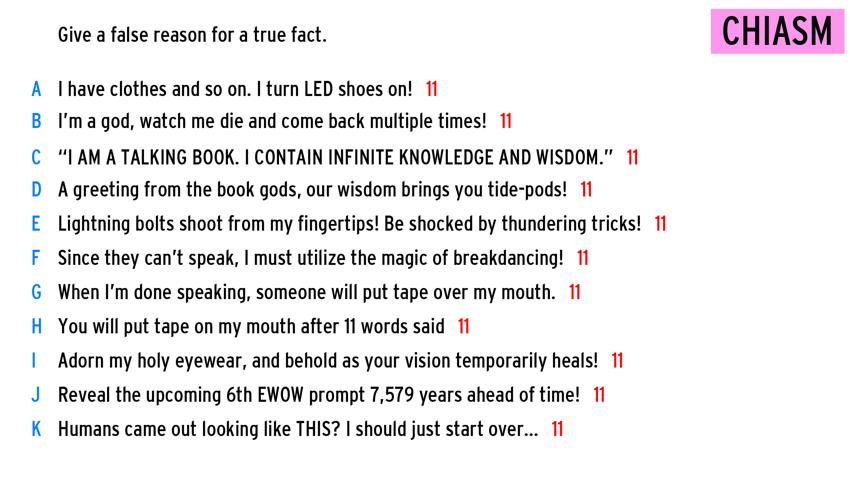 Give a false reason for a true fact.
CHIASM
A I have clothes and so on. I turn LED shoes on! 11
B I'm a god, watch me die and come back multiple times! 11
C “I AM A TALKING BOOK. I CONTAIN INFINITE KNOWLEDGE AND WISDOM.” 11
D A greeting from the book gods, our wisdom brings you tide-pods! 11
E Lightning bolts shoot from my fingertips! Be shocked by thundering tricks! 11
F Since they can't speak, I must utilize the magic of breakdancing! 11
G When I'm done speaking, someone will put tape over my mouth. 11
H You will put tape on my mouth after 11 words said 11
I Adorn my holy eyewear, and behold as your vision temporarily heals! 11
J Reveal the upcoming 6th EWOW prompt 7,579 years ahead of time! 11
K Humans came out looking like THIS? I should just start over... 11